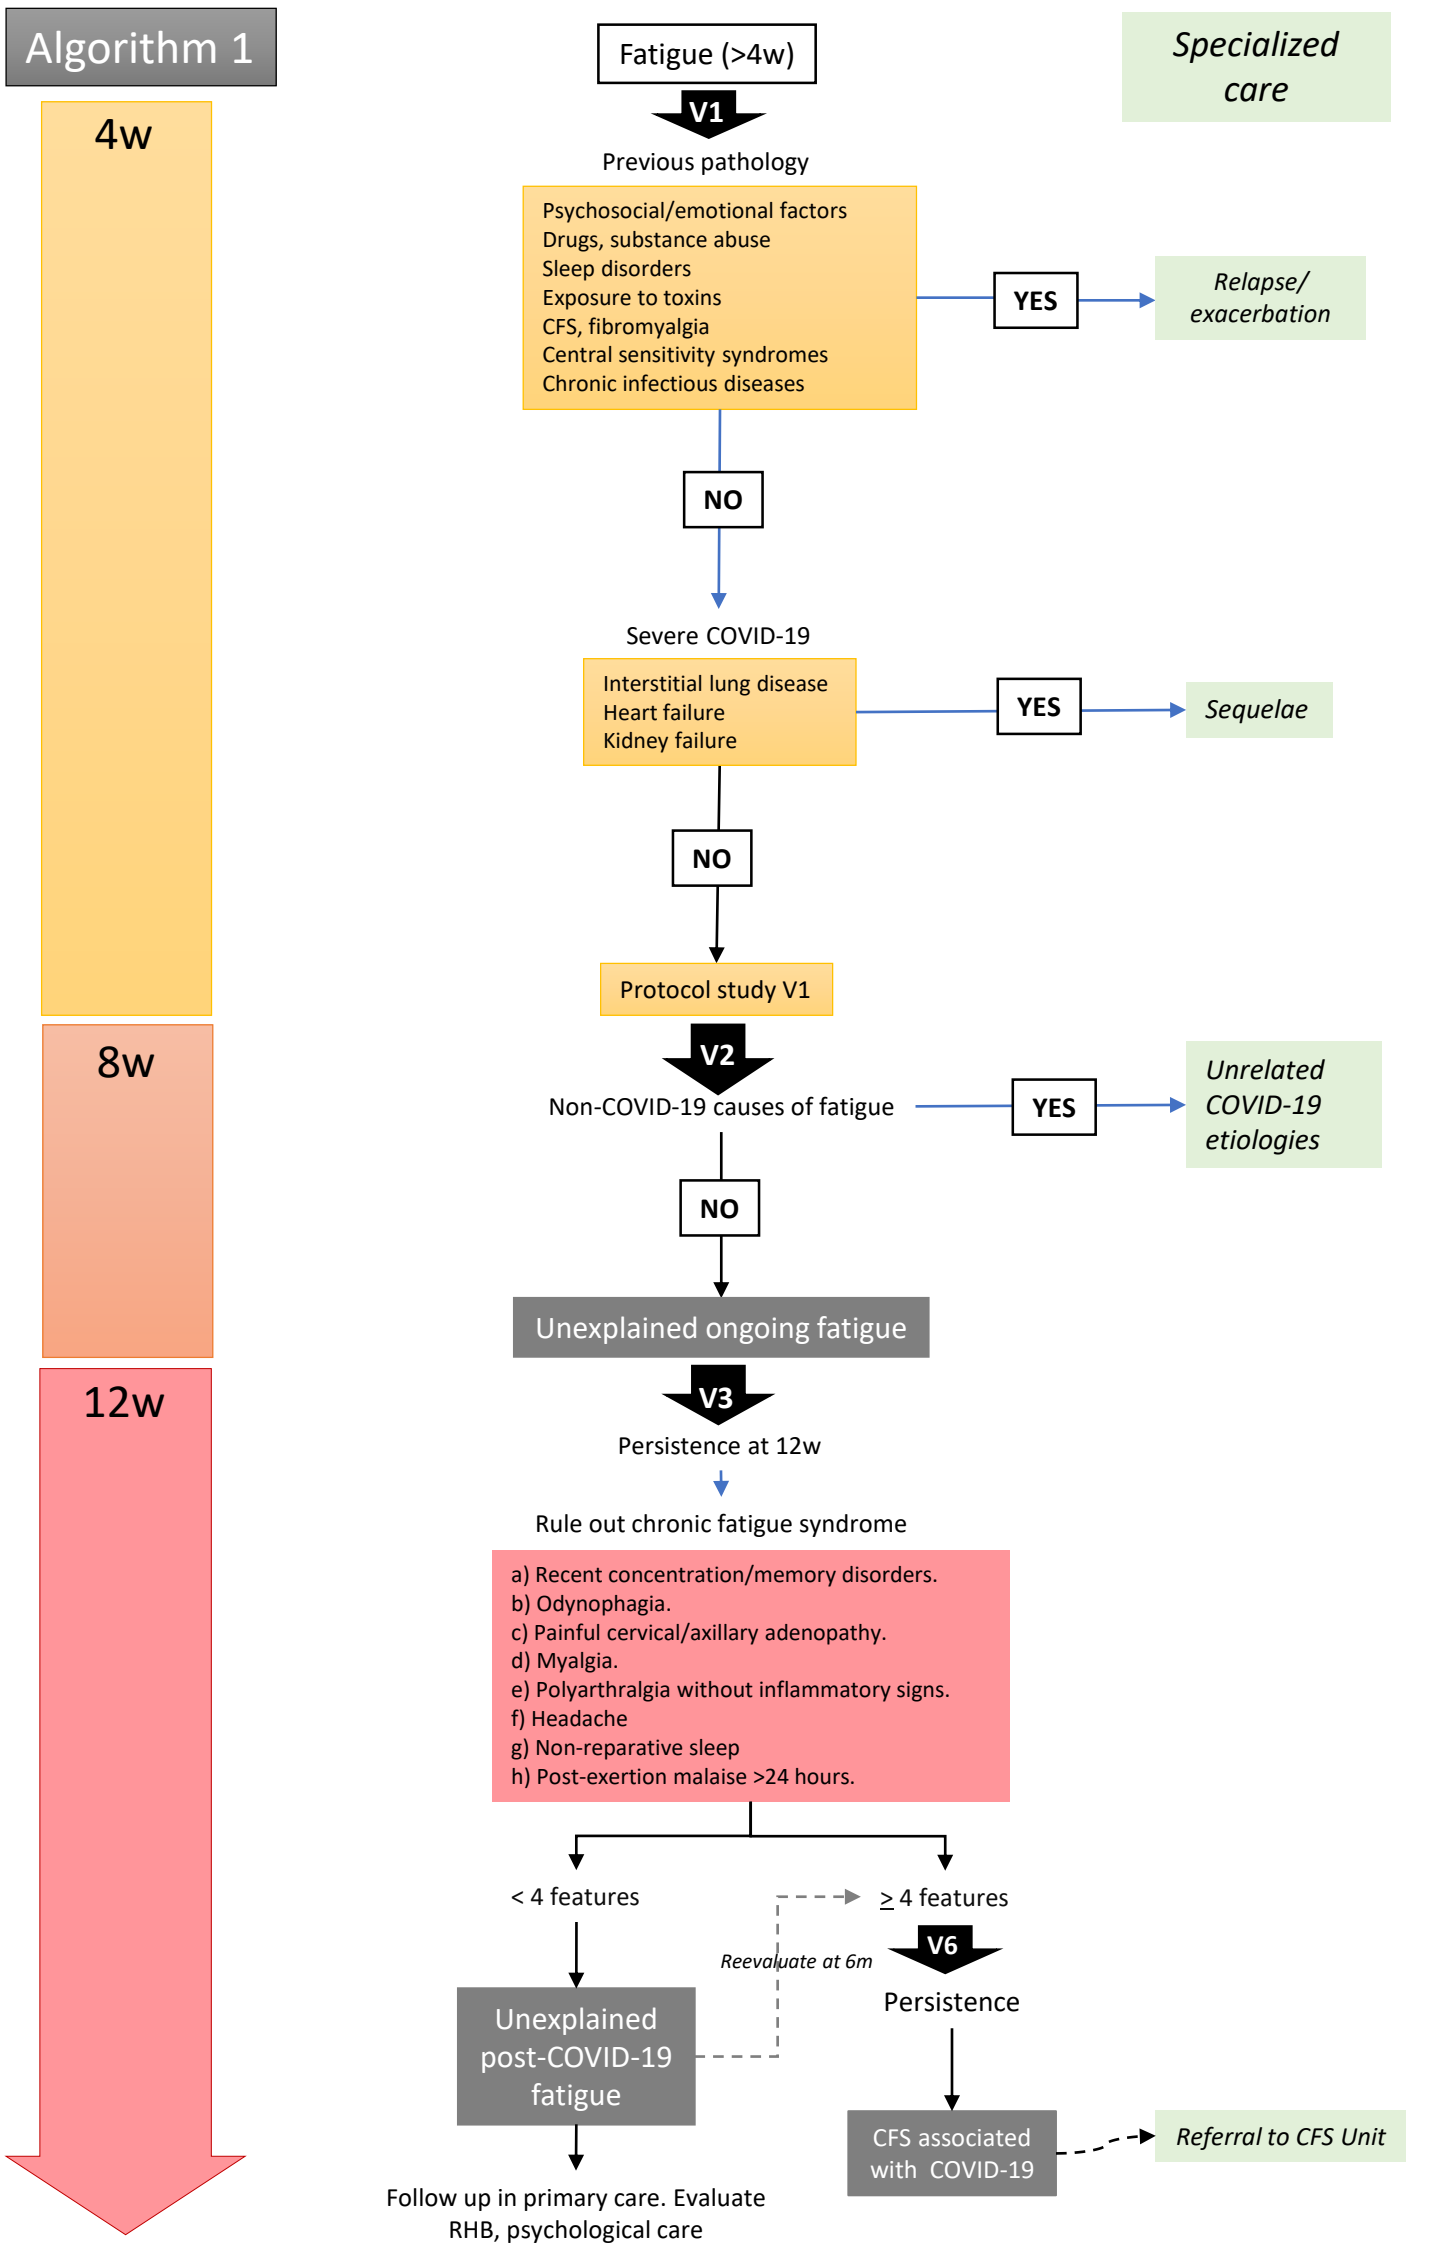 Algorithm 1
Fatigue (>4w)
Specialized
care
4w
V1
Previous pathology
Psychosocial/emotional factors
Drugs, substance abuse
Sleep disorders
Exposure to toxins
CFS, fibromyalgia
Central sensitivity syndromes
Chronic infectious diseases
YES
Relapse/
exacerbation
NO
Severe COVID-19
Interstitial lung disease
Heart failure
Kidney failure
YES
Sequelae
NO
Protocol study V1
8w
V2
Non-COVID-19 causes of fatigue
YES
Unrelated
COVID-19
etiologies
NO
Unexplained ongoing fatigue
12w
V3
Persistence at 12w
Rule out chronic fatigue syndrome
a) Recent concentration/memory disorders.
b) Odynophagia.
c) Painful cervical/axillary adenopathy.
d) Myalgia.
e) Polyarthralgia without inflammatory signs.
f) Headache
g) Non-reparative sleep
h) Post-exertion malaise >24 hours.
< 4 features
≥ 4 features
V6
Reevaluate at 6m
Persistence
Unexplained
post-COVID-19
fatigue
CFS associated
with COVID-19
Referral to CFS Unit
Follow up in primary care. Evaluate
RHB, psychological care